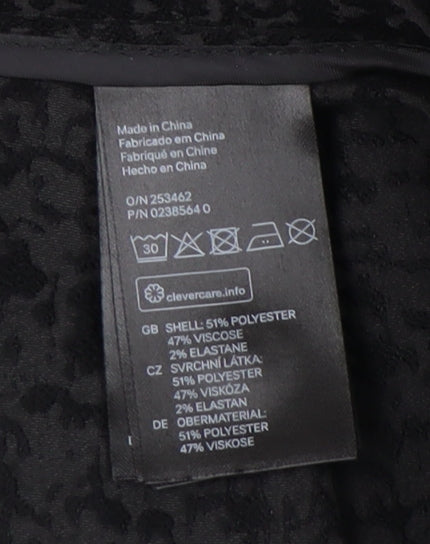 Made in China
Fabricado em China
Fabriqué en Chine
Hecho en China
O/N 253462
P/N 0238564 0
30
clevercare.info
GB SHELL: 51% POLYESTER
47% VISCOSE
2% ELASTANE
CZ SVRCHNÍ LÁTKA:
51% POLYESTER
47% VISKÓZA
2% ELASTAN
DE OBERMATERIAL:
51% POLYESTER
47% VISKOSE